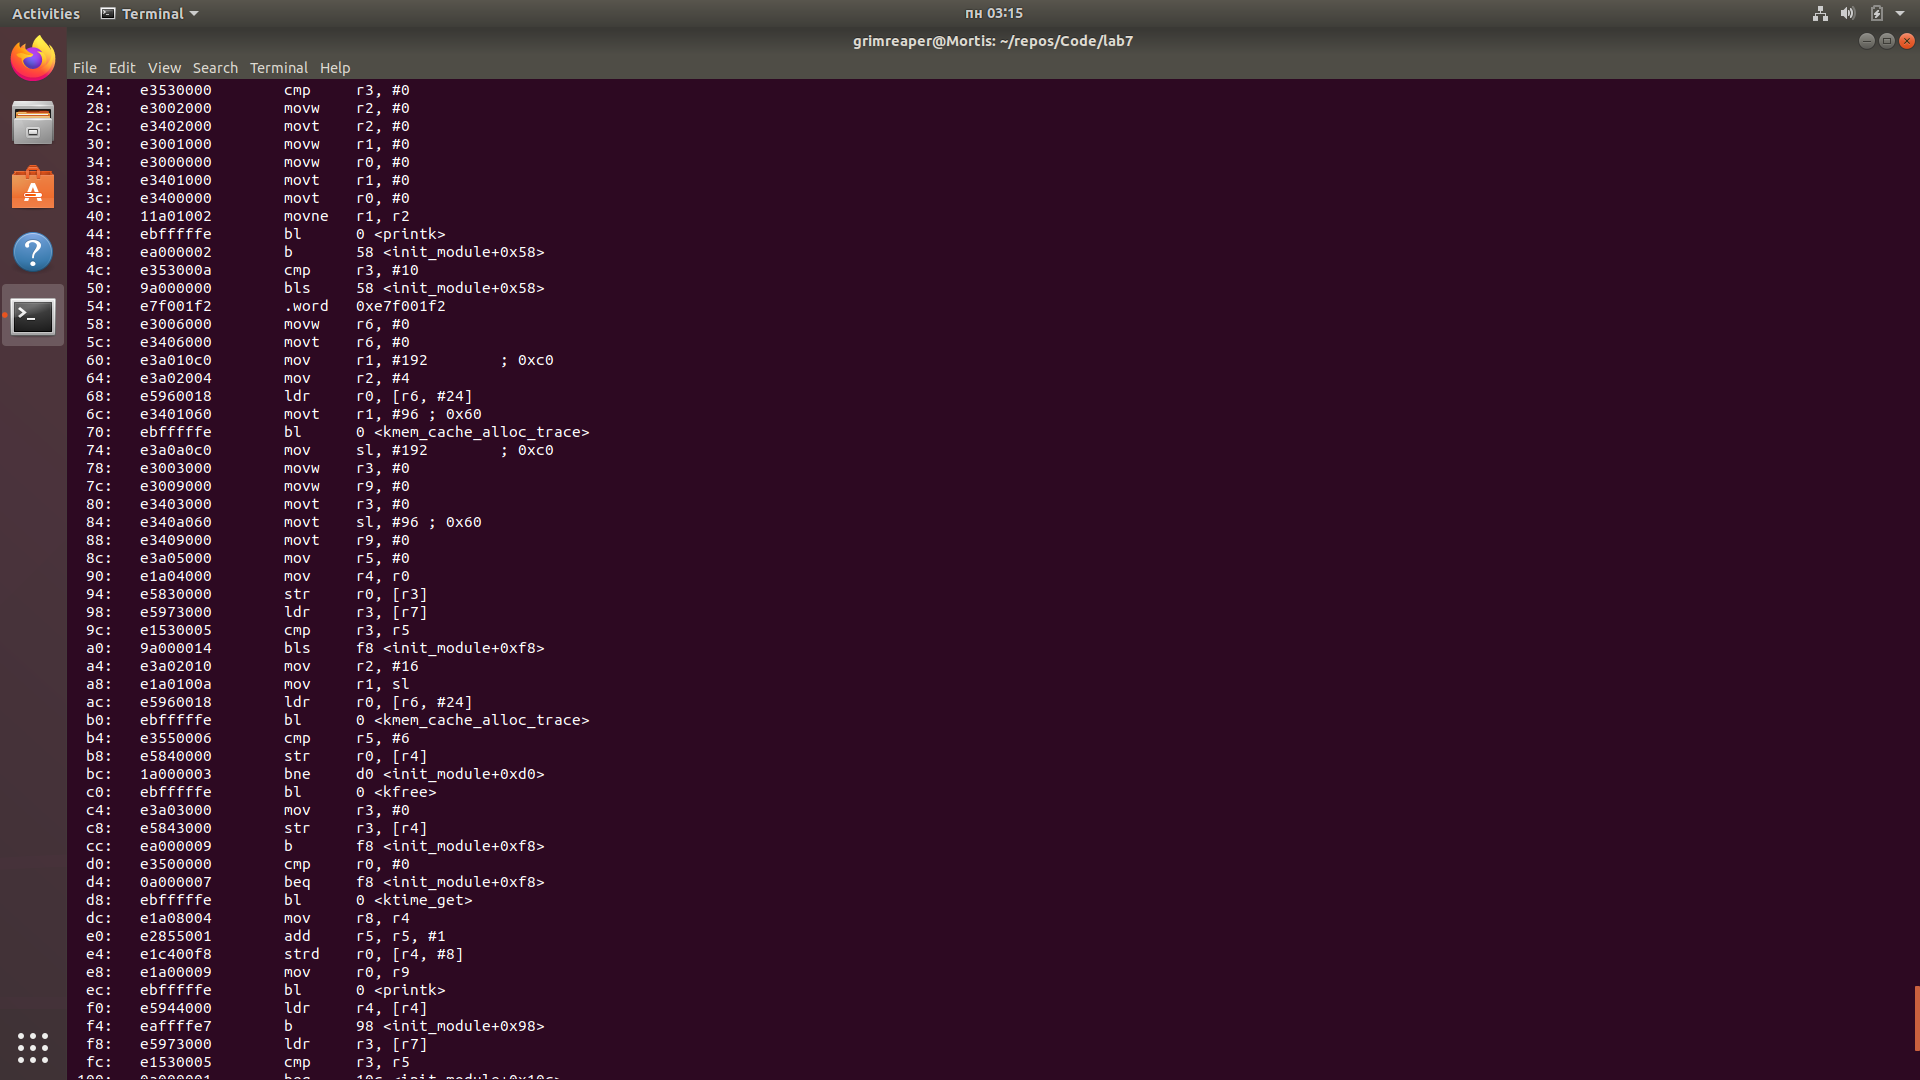 Activities Terminal пн 03:15
grimreaper@Mortis: ~/repos/Code/lab7
File Edit View Search Terminal Help
24: e3530000 cmp r3, #0
28: e3002000 movw r2, #0
2c: e3402000 movt r2, #0
30: e3001000 movw r1, #0
34: e3000000 movw r0, #0
38: e3401000 movt r1, #0
3c: e3400000 movt r0, #0
40: 11a01002 movne r1, r2
44: ebfffffe bl 0 <printk>
48: ea000002 b 58 <init_module+0x58>
4c: e353000a cmp r3, #10
50: 9a000000 bls 58 <init_module+0x58>
54: e7f001f2 .word 0xe7f001f2
58: e3006000 movw r6, #0
5c: e3406000 movt r6, #0
60: e3a010c0 mov r1, #192 ; 0xc0
64: e3a02004 mov r2, #4
68: e5960018 ldr r0, [r6, #24]
6c: e3401060 movt r1, #96 ; 0x60
70: ebfffffe bl 0 <kmem_cache_alloc_trace>
74: e3a0a0c0 mov sl, #192 ; 0xc0
78: e3003000 movw r3, #0
7c: e3009000 movw r9, #0
80: e3403000 movt r3, #0
84: e340a060 movt sl, #96 ; 0x60
88: e3409000 movt r9, #0
8c: e3a05000 mov r5, #0
90: e1a04000 mov r4, r0
94: e5830000 str r0, [r3]
98: e5973000 ldr r3, [r7]
9c: e1530005 cmp r3, r5
a0: 9a000014 bls f8 <init_module+0xf8>
a4: e3a02010 mov r2, #16
a8: e1a0100a mov r1, sl
ac: e5960018 ldr r0, [r6, #24]
b0: ebfffffe bl 0 <kmem_cache_alloc_trace>
b4: e3550006 cmp r5, #6
b8: e5840000 str r0, [r4]
bc: 1a000003 bne d0 <init_module+0xd0>
c0: ebfffffe bl 0 <kfree>
c4: e3a03000 mov r3, #0
c8: e5843000 str r3, [r4]
cc: ea000009 b f8 <init_module+0xf8>
d0: e3500000 cmp r0, #0
d4: 0a000007 beq f8 <init_module+0xf8>
d8: ebfffffe bl 0 <ktime_get>
dc: e1a08004 mov r8, r4
e0: e2855001 add r5, r5, #1
e4: e1c400f8 strd r0, [r4, #8]
e8: e1a00009 mov r0, r9
ec: ebfffffe bl 0 <printk>
f0: e5944000 ldr r4, [r4]
f4: eaffffe7 b 98 <init_module+0x98>
f8: e5973000 ldr r3, [r7]
fc: e1530005 cmp r3, r5
100: 0a000001 beq 10c <init_module+0x10c>